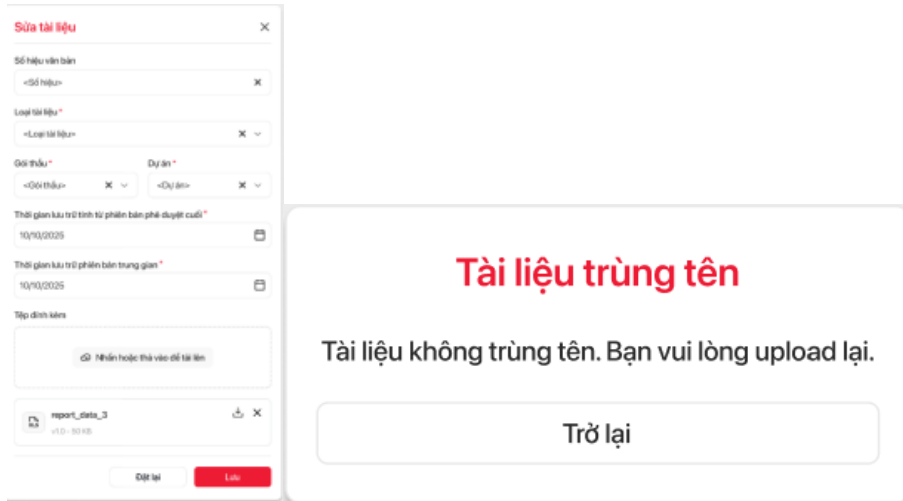 Sửa tài liệu
Số hiệu văn bản
<Số hiệu>
Loại tài liệu *
<Loại tài liệu>
Gói thầu * Dự án *
<Gói thầu> <Dự án>
Thời gian lưu trữ tính từ phiên bản phê duyệt cuối *
10/10/2025
Thời gian lưu trữ phiên bản trung gian *
10/10/2025
Tệp đính kèm
Nhấn hoặc thả vào để tải lên
report_data_3
v1.0 - 50 KB
Đặt lại Lưu
Tài liệu trùng tên
Tài liệu không trùng tên. Bạn vui lòng upload lại.
Trở lại